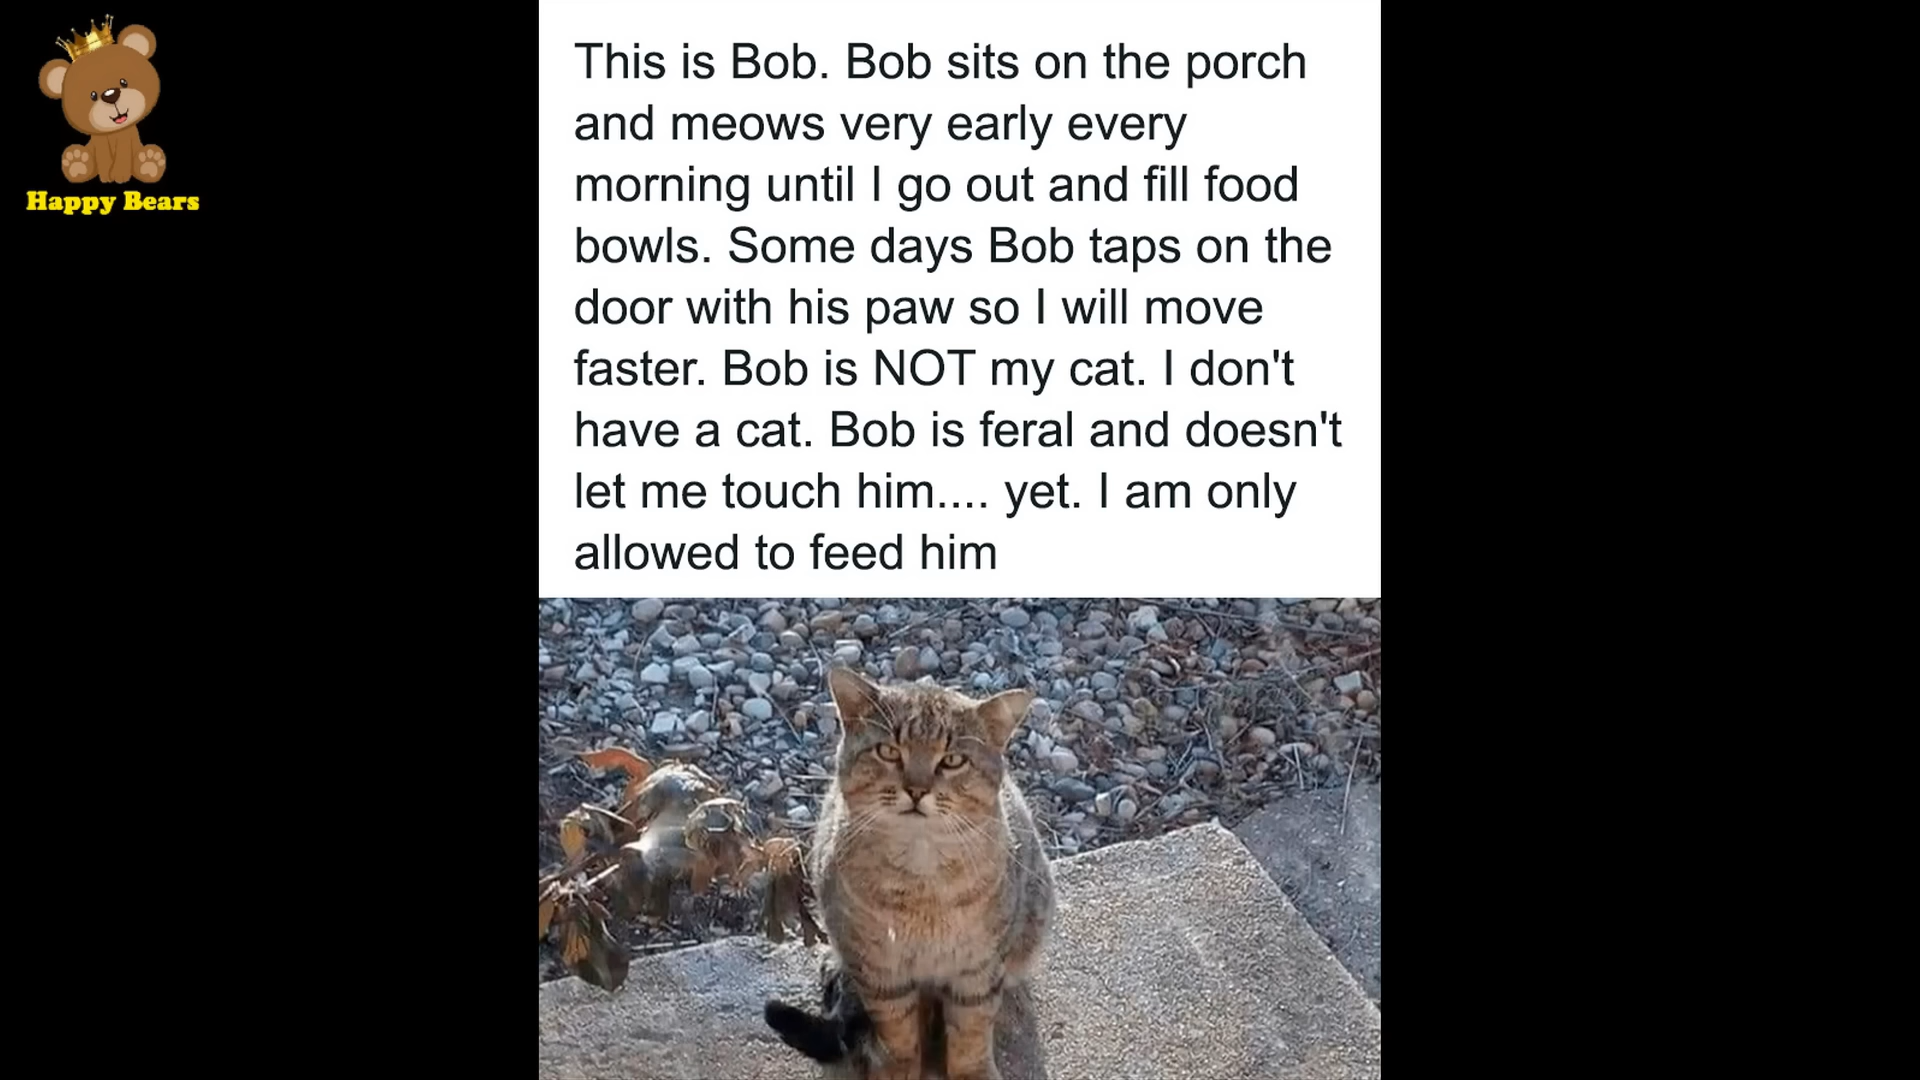 Happy Bears
This is Bob. Bob sits on the porch
and meows very early every
morning until I go out and fill food
bowls. Some days Bob taps on the
door with his paw so I will move
faster. Bob is NOT my cat. I don't
have a cat. Bob is feral and doesn't
let me touch him.... yet. I am only
allowed to feed him